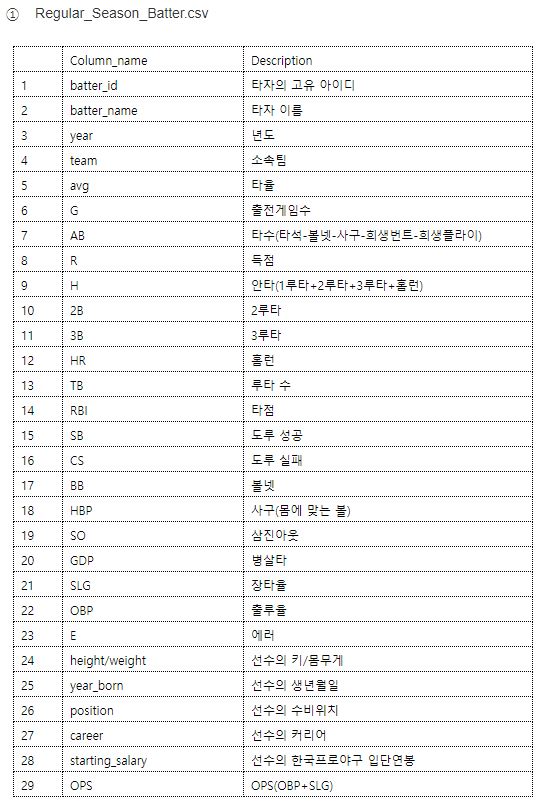 ① Regular_Season_Batter.csv
Column_name Description
1 batter_id 타자의 고유 아이디
2 batter_name 타자 이름
3 year 년도
4 team 소속팀
5 avg 타율
6 G 출전게임수
7 AB 타수(타석-볼넷-사구-희생번트-희생플라이)
8 R 득점
9 H 안타(1루타+2루타+3루타+홈런)
10 2B 2루타
11 3B 3루타
12 HR 홈런
13 TB 루타 수
14 RBI 타점
15 SB 도루 성공
16 CS 도루 실패
17 BB 볼넷
18 HBP 사구(몸에 맞는 볼)
19 SO 삼진아웃
20 GDP 병살타
21 SLG 장타율
22 OBP 출루율
23 E 에러
24 height/weight 선수의 키/몸무게
25 year_born 선수의 생년월일
26 position 선수의 수비위치
27 career 선수의 커리어
28 starting_salary 선수의 한국프로야구 입단연봉
29 OPS OPS(OBP+SLG)